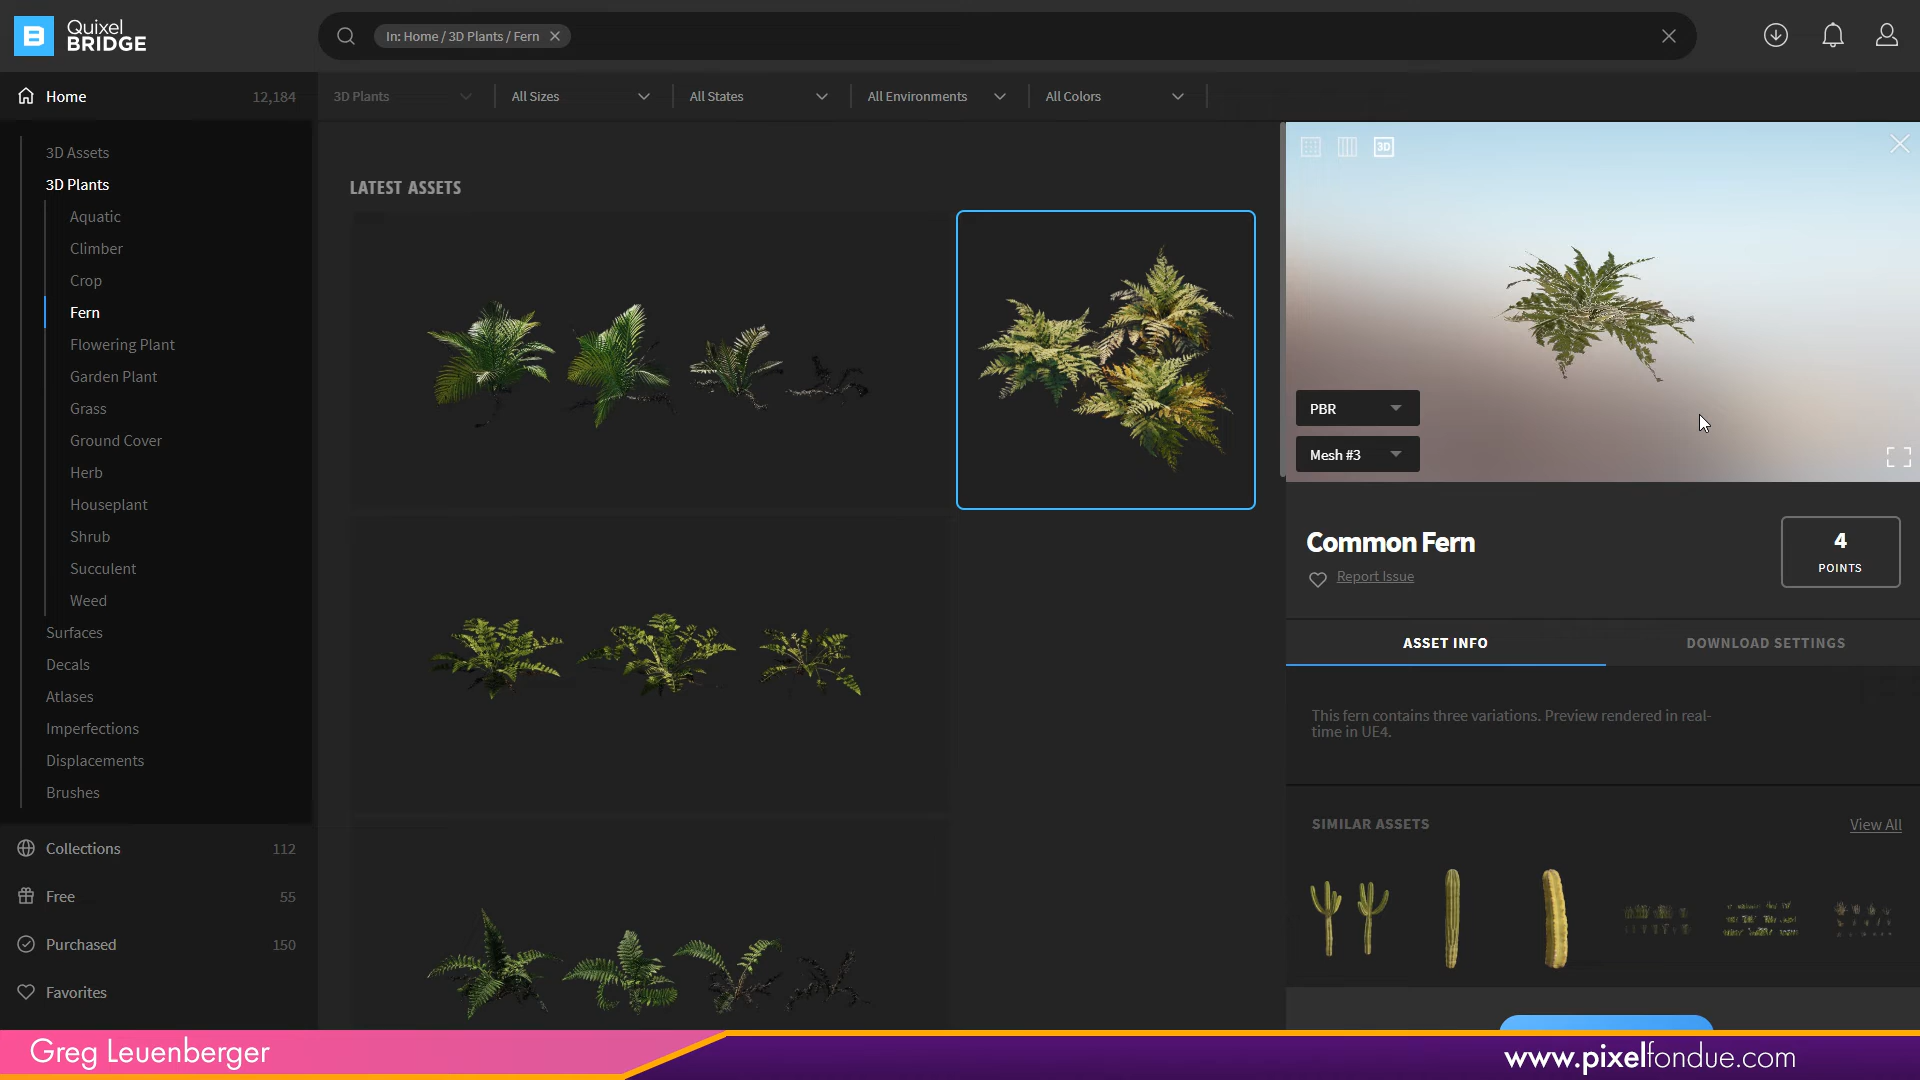 Quixel
BRIDGE
In: Home / 3D Plants / Fern
Home 12,184
3D Plants All Sizes All States All Environments All Colors
3D Assets
3D Plants
Aquatic
Climber
Crop
Fern
Flowering Plant
Garden Plant
Grass
Ground Cover
Herb
Houseplant
Shrub
Succulent
Weed
Surfaces
Decals
Atlases
Imperfections
Displacements
Brushes
Collections 112
Free 55
Purchased 150
Favorites
LATEST ASSETS
3D
PBR
Mesh #3
Common Fern
Report Issue
4
POINTS
ASSET INFO DOWNLOAD SETTINGS
This fern contains three variations. Preview rendered in real-
time in UE4.
SIMILAR ASSETS View All
Greg Leuenberger
www.pixelfondue.com